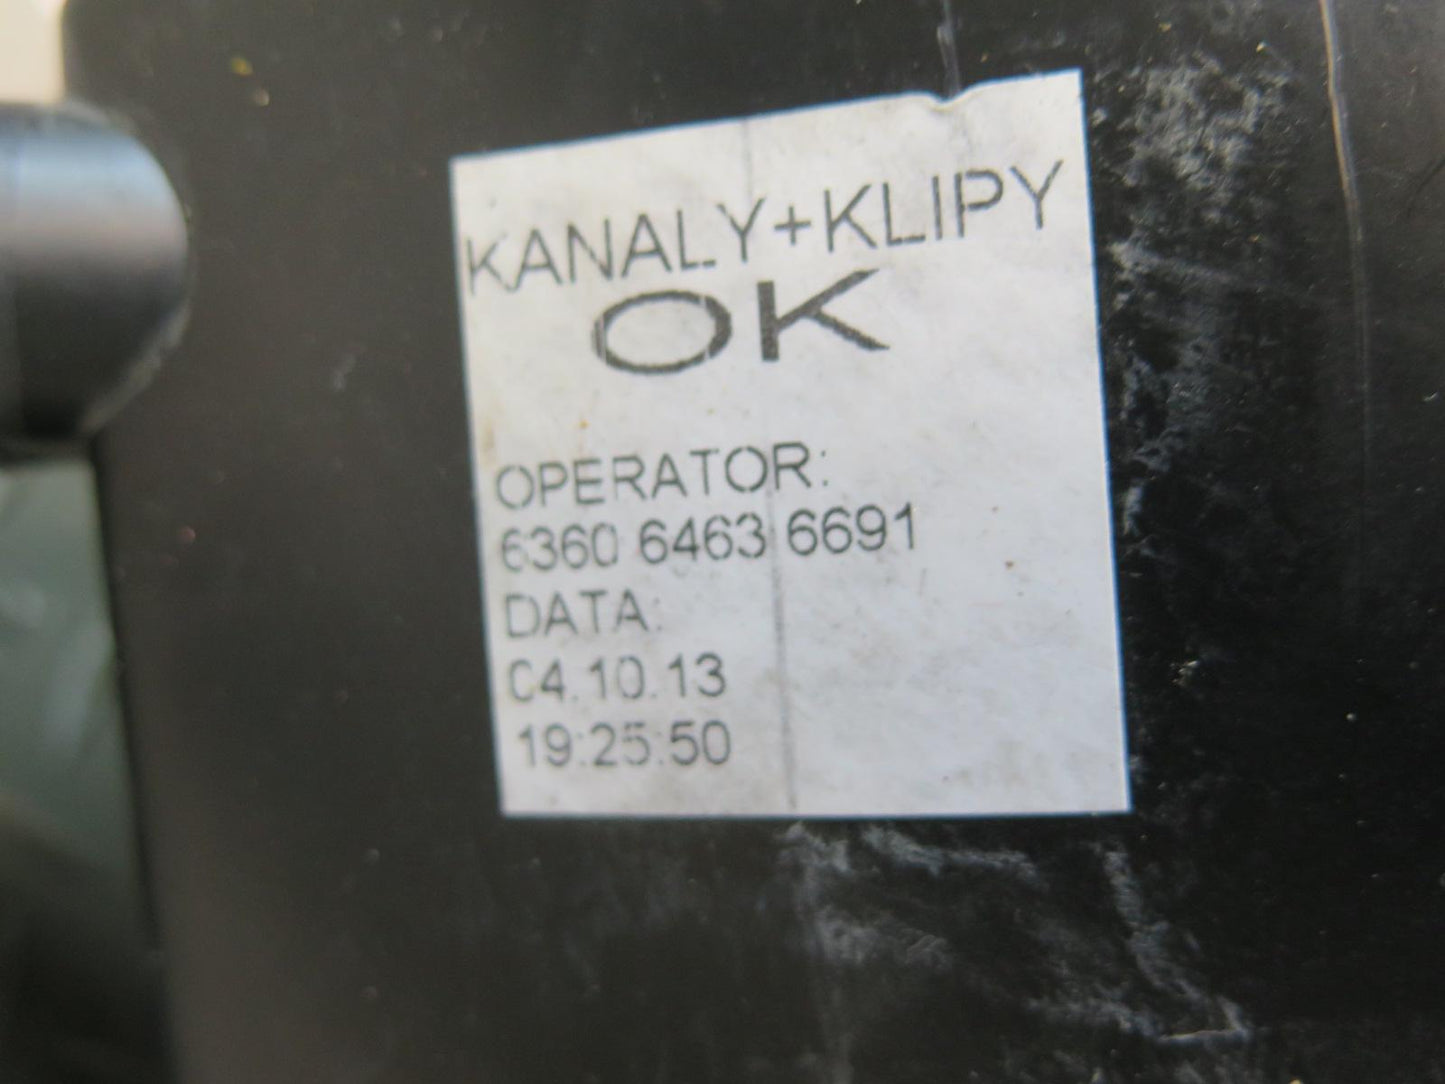 KANALY+KLIPY
OK
OPERATOR:
6360 6463 6691
DATA:
04.10.13
19:25:50